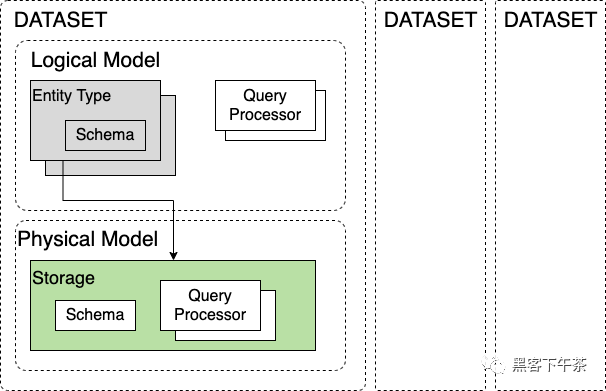 DATASET
Logical Model
Entity Type
Schema
Query
Processor
Physical Model
Storage
Schema
Query
Processor
DATASET
DATASET
黑客下午茶